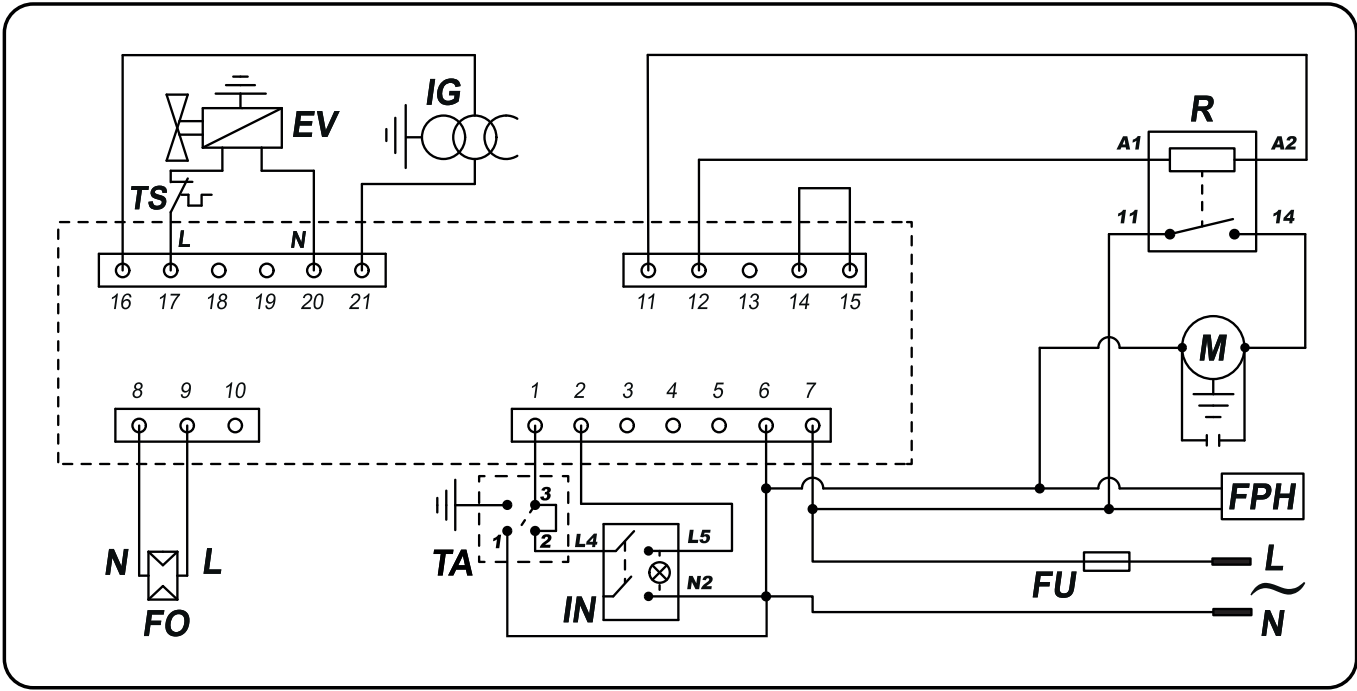 IG
EV
R
A1 A2
TS
L N
11 14
16 17 18 19 20 21
11 12 13 14 15
M
8 9 10
1 2 3 4 5 6 7
3
FPH
1 2
L4 L5
TA
N L
N2
FU
L
IN
FO
~
N